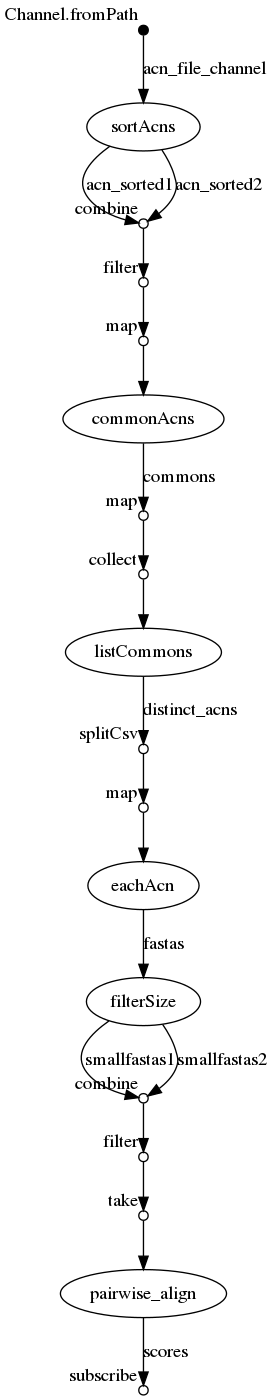 Channel.fromPath
acn_file_channel
sortAcns
acn_sorted1 acn_sorted2
combine
filter
map
commonAcns
commons
map
collect
listCommons
distinct_acns
splitCsv
map
eachAcn
fastas
filterSize
smallfastas1 smallfastas2
combine
filter
take
pairwise_align
scores
subscribe